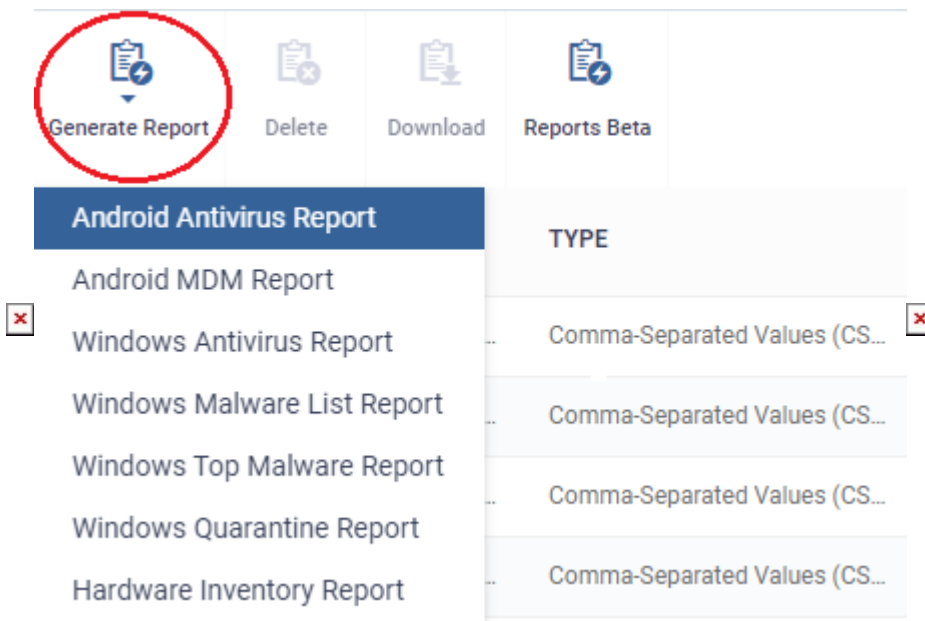 Generate Report
Delete
Download
Reports Beta
Android Antivirus Report
TYPE
Android MDM Report
Windows Antivirus Report
... Comma-Separated Values (CS...
Windows Malware List Report
... Comma-Separated Values (CS...
Windows Top Malware Report
... Comma-Separated Values (CS...
Windows Quarantine Report
Hardware Inventory Report
... Comma-Separated Values (CS...